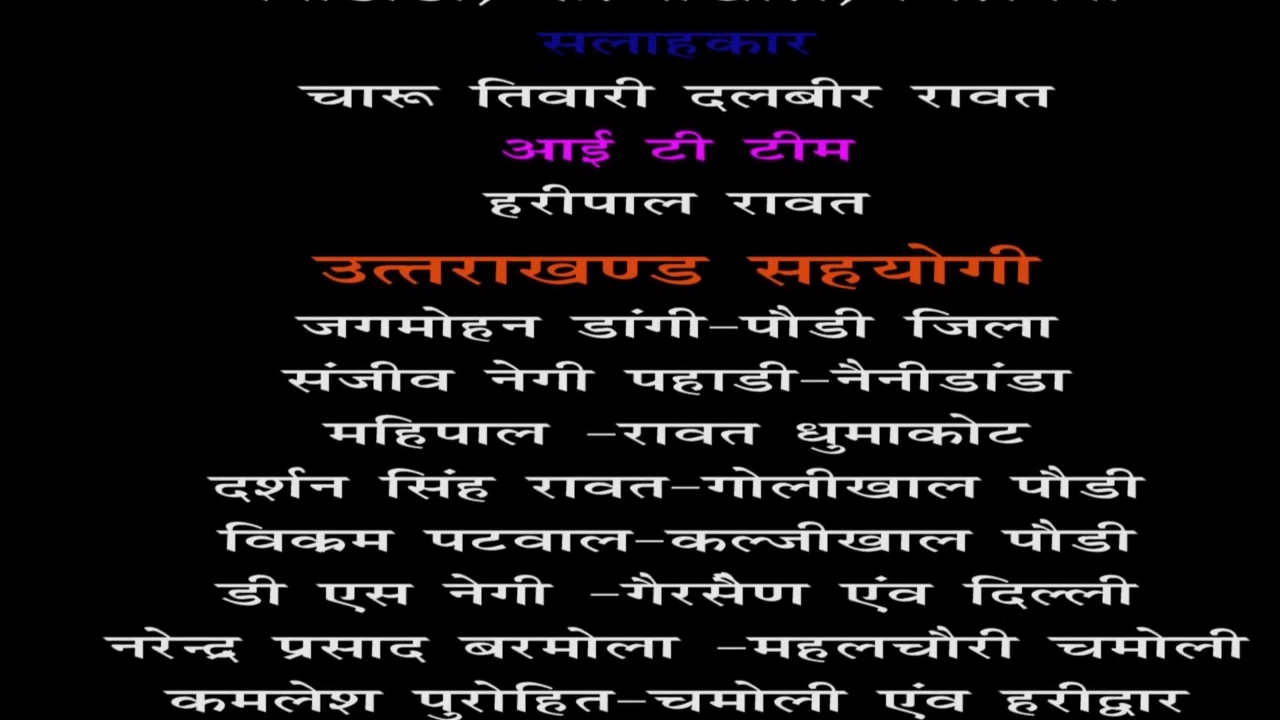 सलाहकार
चारू तिवारी दलबीर रावत
आई टी टीम
हरीपाल रावत
उत्तराखण्ड सहयोगी
जगमोहन डांगी-पौडी जिला
संजीव नेगी पहाडी-नैनीडांडा
महिपाल -रावत धुमाकोट
दर्शन सिंह रावत-गोलीखाल पौडी
विक्रम पटवाल-कल्जीखाल पौडी
डी एस नेगी -गैरसैण एंव दिल्ली
नरेन्द्र प्रसाद बरमोला -महलचौरी चमोली
कमलेश पुरोहित-चमोली एंव हरीद्वार